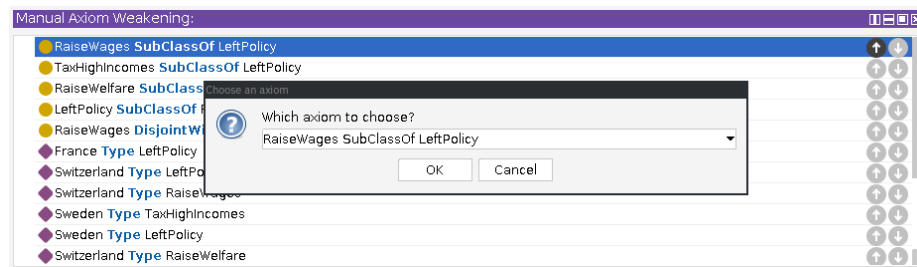 Manual Axiom Weakening:
RaiseWages SubClassOf LeftPolicy
TaxHighIncomes SubClassOf LeftPolicy
RaiseWelfare SubClass
Choose an axiom
LeftPolicy SubClassOf
Which axiom to choose?
RaiseWages DisjointWi
RaiseWages SubClassOf LeftPolicy
France Type LeftPolicy
OK Cancel
Switzerland Type LeftPo
Switzerland Type RaiseWages
Sweden Type TaxHighIncomes
Sweden Type LeftPolicy
Switzerland Type RaiseWelfare